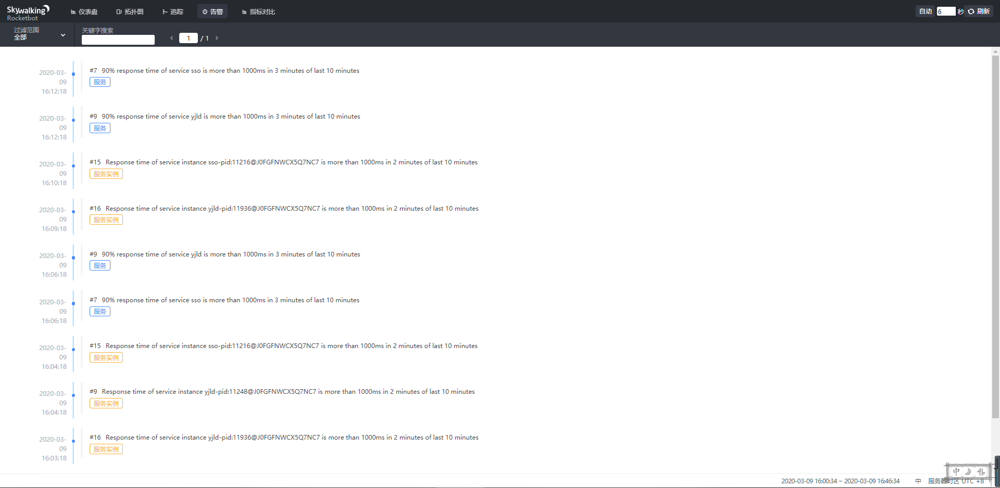 Skywalking
Rocketbot
仪表盘 拓扑图 追踪 告警 指标对比
自动 6 秒 刷新
过滤范围
全部
关键字搜索
1 / 1
2020-03-09 16:12:18
#7 90% response time of service sso is more than 1000ms in 3 minutes of last 10 minutes
服务
2020-03-09 16:12:18
#9 90% response time of service yjld is more than 1000ms in 3 minutes of last 10 minutes
服务
2020-03-09 16:10:18
#15 Response time of service instance sso-pid:11216@J0FGFNWCX5Q7NC7 is more than 1000ms in 2 minutes of last 10 minutes
服务实例
2020-03-09 16:09:18
#16 Response time of service instance yjld-pid:11936@J0FGFNWCX5Q7NC7 is more than 1000ms in 2 minutes of last 10 minutes
服务实例
2020-03-09 16:06:18
#9 90% response time of service yjld is more than 1000ms in 3 minutes of last 10 minutes
服务
2020-03-09 16:06:18
#7 90% response time of service sso is more than 1000ms in 3 minutes of last 10 minutes
服务
2020-03-09 16:04:18
#15 Response time of service instance sso-pid:11216@J0FGFNWCX5Q7NC7 is more than 1000ms in 2 minutes of last 10 minutes
服务实例
2020-03-09 16:04:18
#9 Response time of service instance yjld-pid:11248@J0FGFNWCX5Q7NC7 is more than 1000ms in 2 minutes of last 10 minutes
服务实例
2020-03-09 16:03:18
#16 Response time of service instance yjld-pid:11936@J0FGFNWCX5Q7NC7 is more than 1000ms in 2 minutes of last 10 minutes
服务实例
中
2020-03-09 16:00:34 ~ 2020-03-09 16:46:34 中 服务器时区 UTC +8